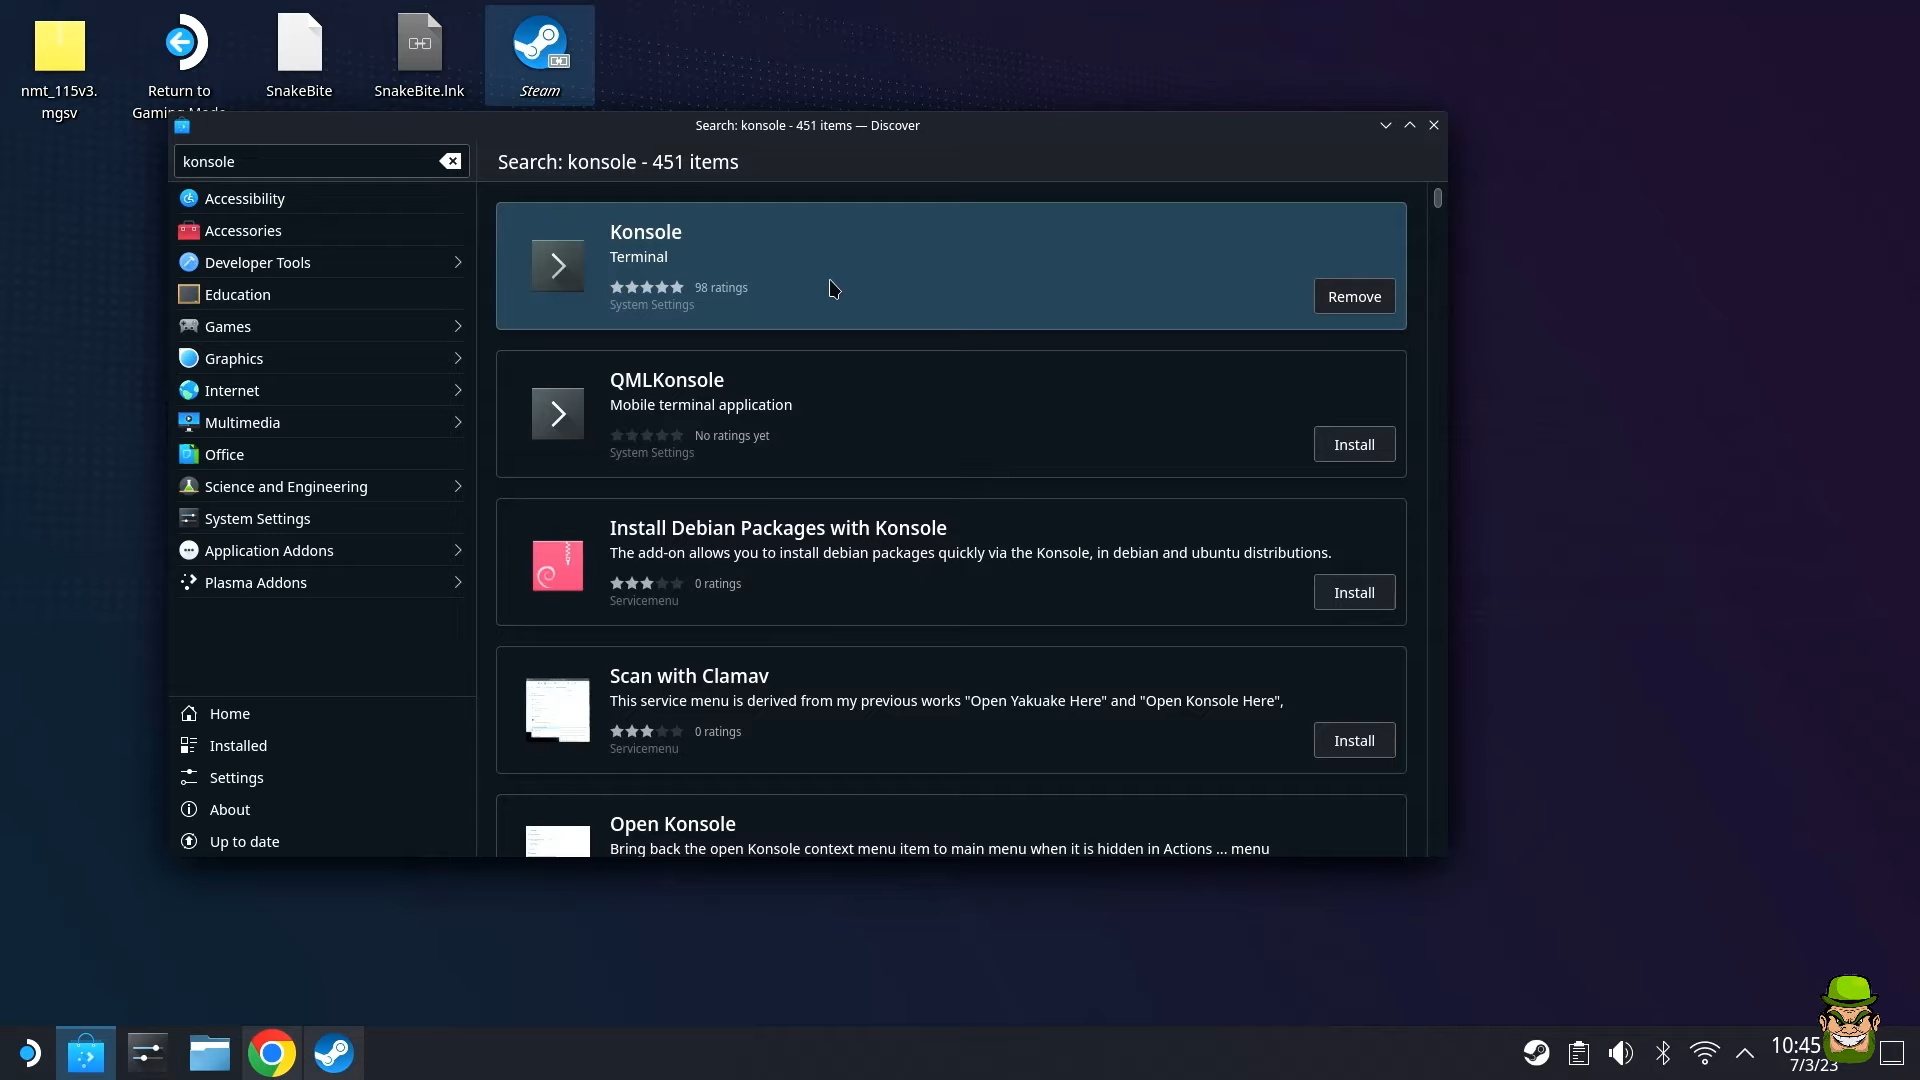 nmt_115v3.
mgsv
Return to
SnakeBite
SnakeBite.lnk
Steam
Search: konsole - 451 items — Discover
konsole
Search: konsole - 451 items
Accessibility
Accessories
Developer Tools
Education
Games
Graphics
Internet
Multimedia
Office
Science and Engineering
System Settings
Application Addons
Plasma Addons
Home
Installed
Settings
About
Up to date
Konsole
Terminal
98 ratings
System Settings
Remove
QMLKonsole
Mobile terminal application
No ratings yet
System Settings
Install
Install Debian Packages with Konsole
The add-on allows you to install debian packages quickly via the Konsole, in debian and ubuntu distributions.
0 ratings
Servicemenu
Install
Scan with Clamav
This service menu is derived from my previous works "Open Yakuake Here" and "Open Konsole Here",
0 ratings
Servicemenu
Install
Open Konsole
Bring back the open Konsole context menu item to main menu when it is hidden in Actions ... menu
10:45
7/3/23